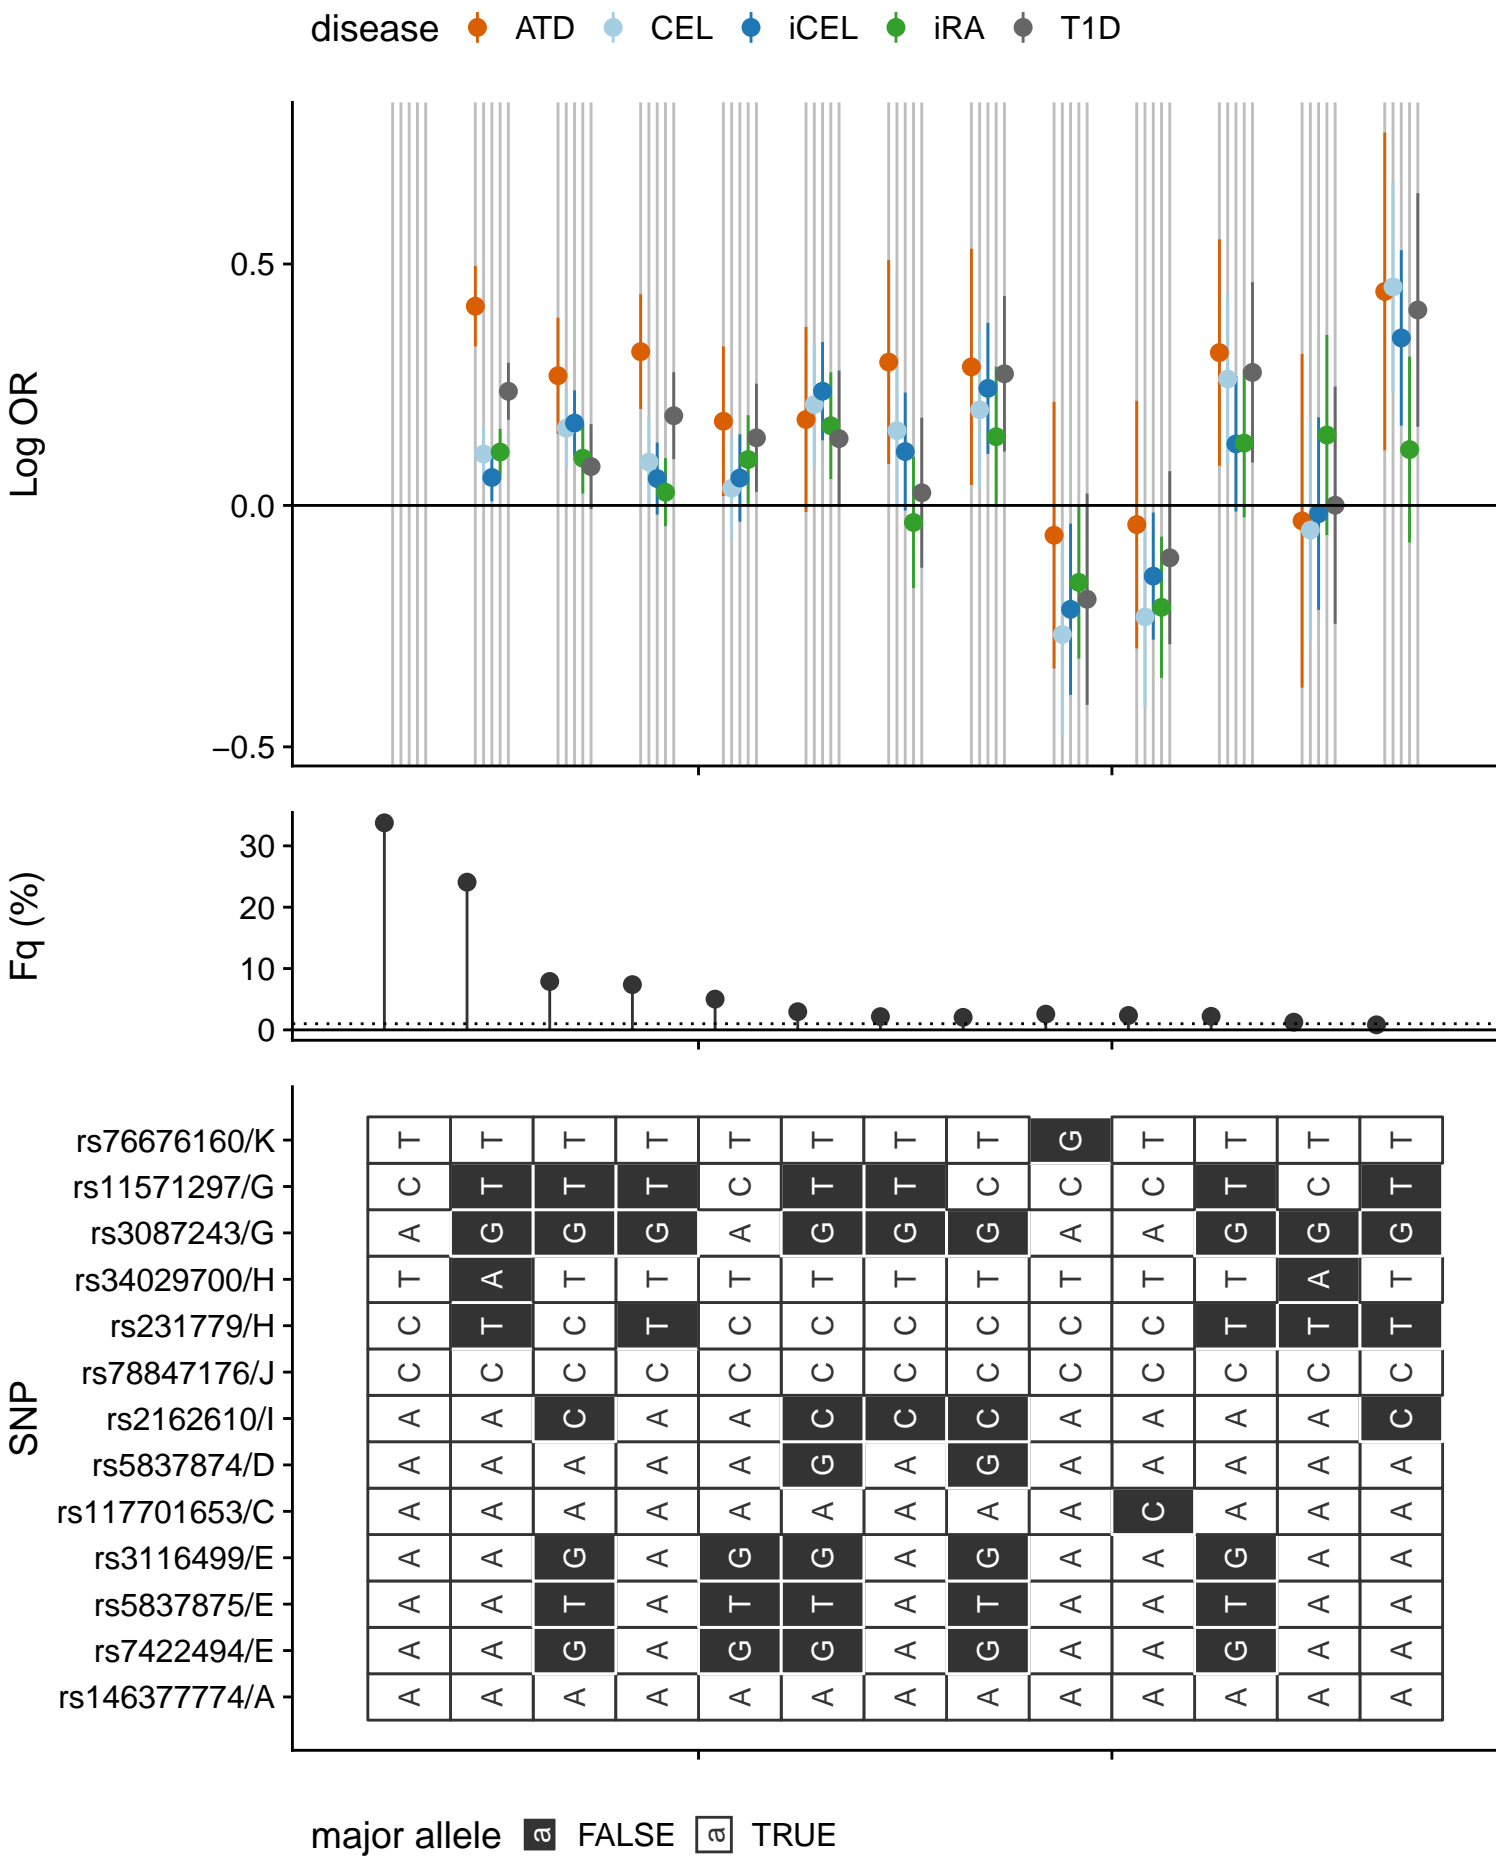 disease ATD CEL iCEL iRA T1D
Log OR
0.5
0.0
−0.5
Fq (%)
30
20
10
0
SNP
rs76676160/K T T T T T T T T G T T T T
rs11571297/G C T T T C T T C C C T C T
rs3087243/G A G G G A G G G A A G G G
rs34029700/H T A T T T T T T T T T A T
rs231779/H C T C T C C C C C C T T T
rs78847176/J C C C C C C C C C C C C C
rs2162610/I A A C A A C C C A A A A C
rs5837874/D A A A A A G A G A A A A A
rs117701653/C A A A A A A A A A C A A A
rs3116499/E A A G A G G A G A A G A A
rs5837875/E A A T A T T A T A A T A A
rs7422494/E A A G A G G A G A A G A A
rs146377774/A A A A A A A A A A A A A A
major allele a FALSE a TRUE